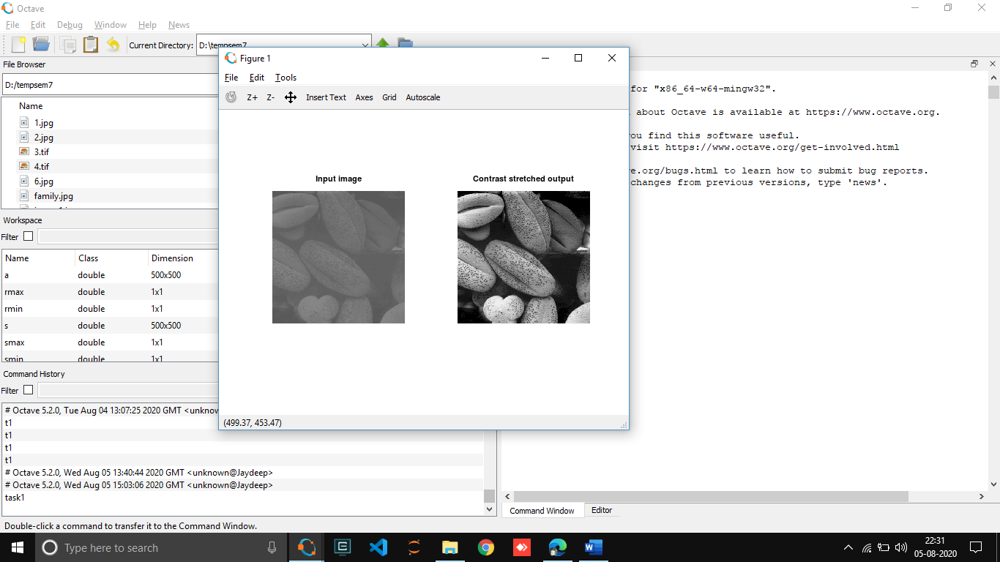 Octave
File Edit Debug Window Help News
Current Directory: D:\tempsem7
File Browser
D:/tempsem7
Name
1.jpg
2.jpg
3.tif
4.tif
6.jpg
family.jpg
Workspace
Filter
Name Class Dimension
a double 500x500
rmax double 1x1
rmin double 1x1
s double 500x500
smax double 1x1
smin double 1x1
Command History
Filter
# Octave 5.2.0, Tue Aug 04 13:07:25 2020 GMT <unknow
t1
t1
t1
t1
# Octave 5.2.0, Wed Aug 05 13:40:44 2020 GMT <unknown@Jaydeep>
# Octave 5.2.0, Wed Aug 05 15:03:06 2020 GMT <unknown@Jaydeep>
task1
Double-click a command to transfer it to the Command Window.
Figure 1
File Edit Tools
Z+ Z- Insert Text Axes Grid Autoscale
Input image
Contrast stretched output
(499.37, 453.47)
for "x86_64-w64-mingw32".
about Octave is available at https://www.octave.org.
you find this software useful.
visit https://www.octave.org/get-involved.html
e.org/bugs.html to learn how to submit bug reports.
changes from previous versions, type 'news'.
Command Window Editor
Type here to search
22:31
05-08-2020